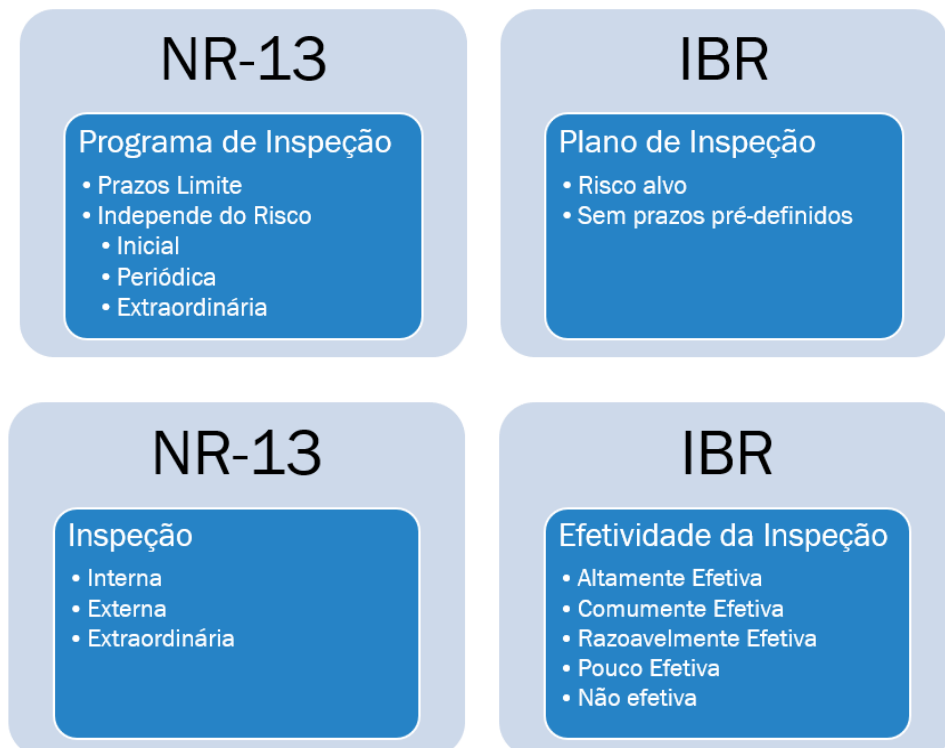 NR-13
Programa de Inspeção
• Prazos Limite
• Independe do Risco
• Inicial
• Periódica
• Extraordinária
IBR
Plano de Inspeção
• Risco alvo
• Sem prazos pré-definidos
NR-13
Inspeção
• Interna
• Externa
• Extraordinária
IBR
Efetividade da Inspeção
• Altamente Efetiva
• Comumente Efetiva
• Razoavelmente Efetiva
• Pouco Efetiva
• Não efetiva